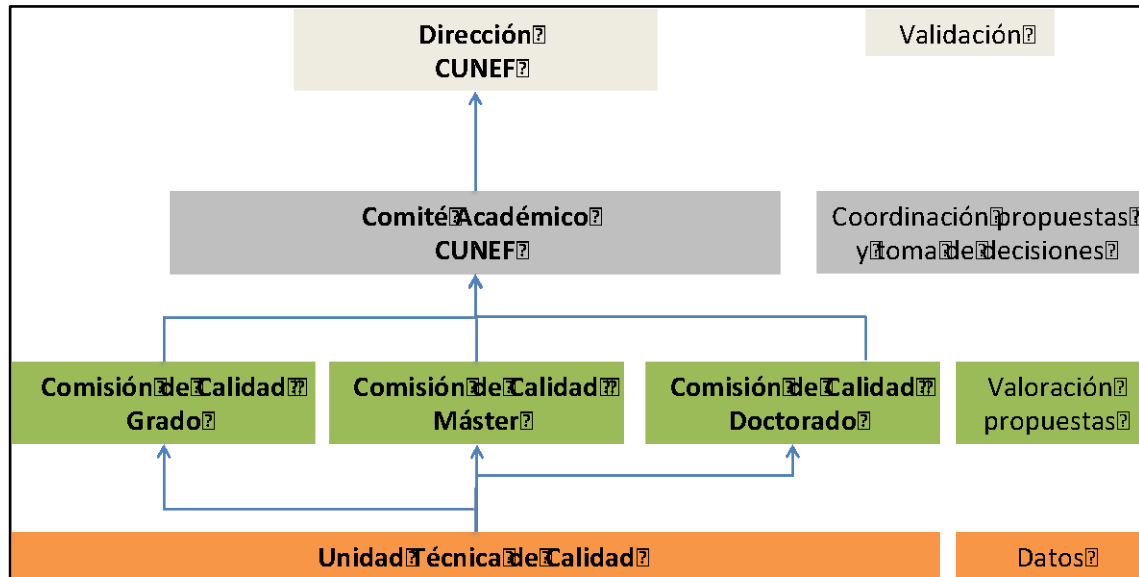 Dirección
CUNEF
Validación
Comité Académico
CUNEF
Coordinación propuestas
y toma de decisiones
Comisión de Calidad
Grado
Comisión de Calidad
Máster
Comisión de Calidad
Doctorado
Valoración
propuestas
Unidad Técnica de Calidad
Datos